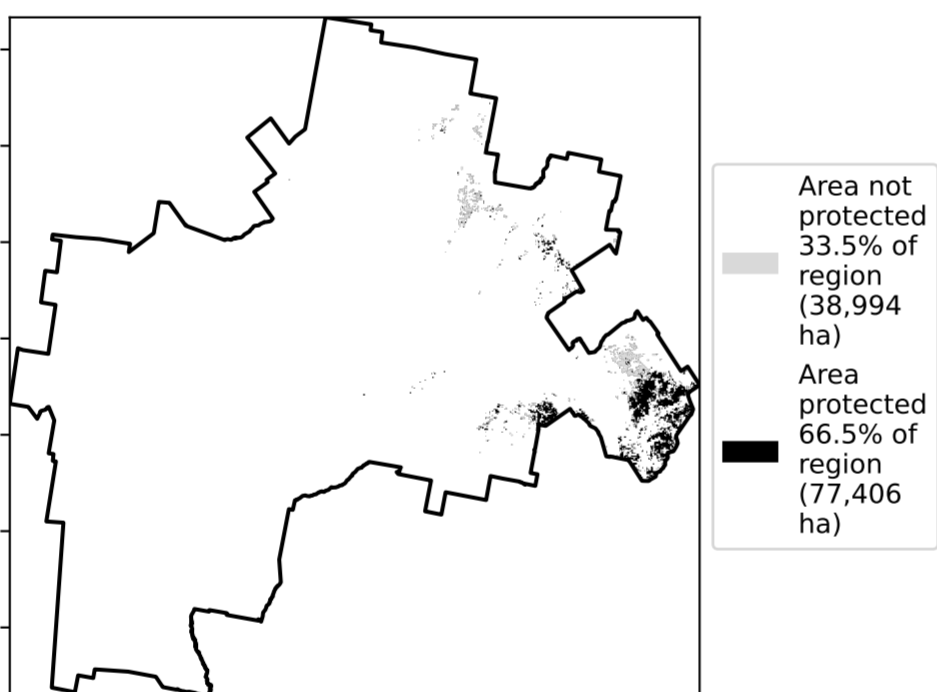 Area not
protected
33.5% of
region
(38,994
ha)
Area
protected
66.5% of
region
(77,406
ha)